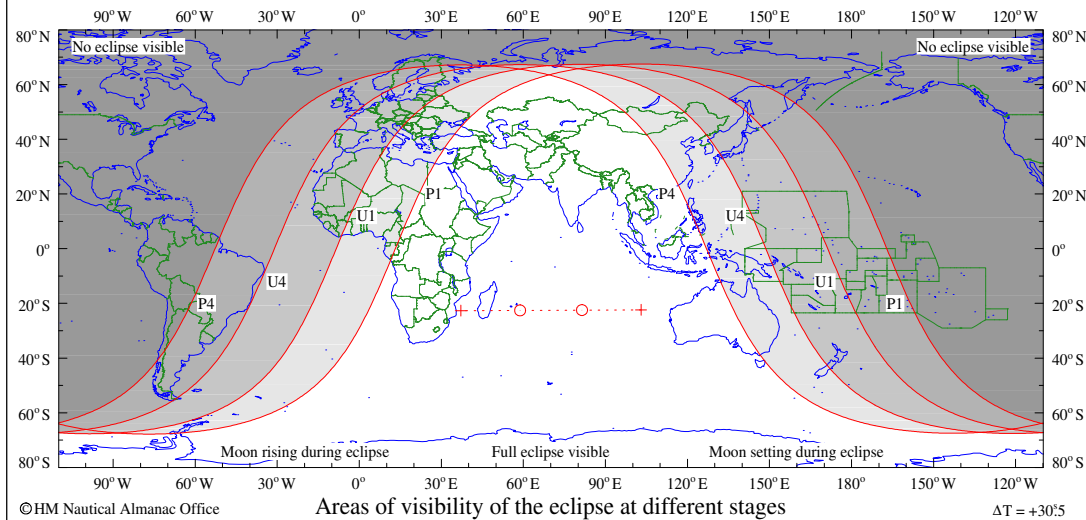 90°W 60°W 30°W 0° 30°E 60°E 90°E 120°E 150°E 180° 150°W 120°W
80°N 80°N
No eclipse visible No eclipse visible
60°N 60°N
40°N 40°N
20°N P1 P4 20°N
U1 U4
0° 0°
U4 U1
20°S P4 P1 20°S
40°S 40°S
60°S 60°S
Moon rising during eclipse Full eclipse visible Moon setting during eclipse
80°S 80°S
90°W 60°W 30°W 0° 30°E 60°E 90°E 120°E 150°E 180° 150°W 120°W
©HM Nautical Almanac Office Areas of visibility of the eclipse at different stages ΔT = +30ˢ.5